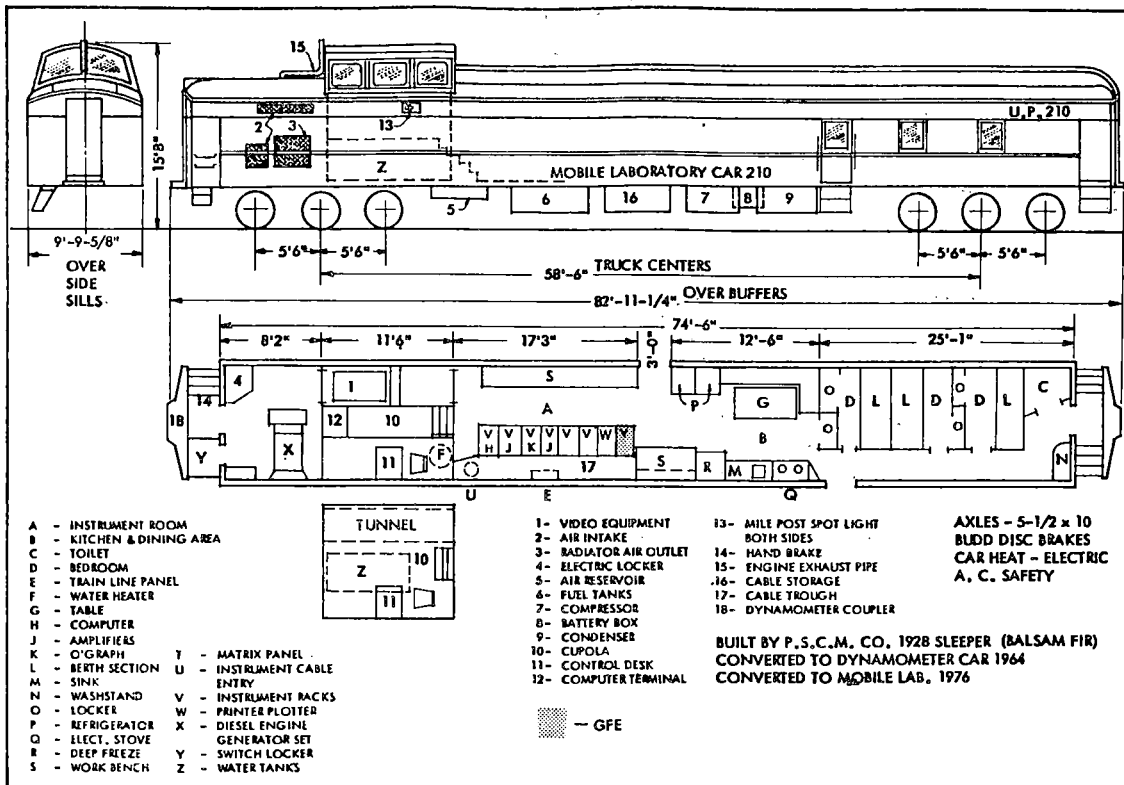 15
U.P. 210
2
3
13
15'8"
Z
MOBILE LABORATORY CAR 210
5
6
16
7
8
9
9'-9-5/8"
OVER
SIDE
SILLS
5'6"
5'6"
5'6"
5'6"
58'-6" TRUCK CENTERS
82'-11-1/4" OVER BUFFERS
74'-6"
8'2"
11'6"
17'3"
3'-0"
12'-6"
25'-1"
14
4
1
S
P
G
O
D
L
L
D
O
D
L
C
18
12
10
A
B
X
V
V
V
V
V
V
W
V
H
J
K
J
O
O
Y
11
F
17
S
R
M
N
U
E
Q
TUNNEL
Z
10
11
A - INSTRUMENT ROOM
B - KITCHEN & DINING AREA
C - TOILET
D - BEDROOM
E - TRAIN LINE PANEL
F - WATER HEATER
G - TABLE
H - COMPUTER
J - AMPLIFIERS
K - O'GRAPH
L - BERTH SECTION
M - SINK
N - WASHSTAND
O - LOCKER
P - REFRIGERATOR
Q - ELECT. STOVE
R - DEEP FREEZE
S - WORK BENCH
T - MATRIX PANEL
U - INSTRUMENT CABLE
ENTRY
V - INSTRUMENT RACKS
W - PRINTER PLOTTER
X - DIESEL ENGINE
GENERATOR SET
Y - SWITCH LOCKER
Z - WATER TANKS
1- VIDEO EQUIPMENT
2- AIR INTAKE
3- RADIATOR AIR OUTLET
4- ELECTRIC LOCKER
5- AIR RESERVOIR
6- FUEL TANKS
7- COMPRESSOR
8- BATTERY BOX
9- CONDENSER
10- CUPOLA
11- CONTROL DESK
12- COMPUTER TERMINAL
13- MILE POST SPOT LIGHT
BOTH SIDES
14- HAND BRAKE
15- ENGINE EXHAUST PIPE
16- CABLE STORAGE
17- CABLE TROUGH
18- DYNAMOMETER COUPLER
AXLES - 5-1/2 x 10
BUDD DISC BRAKES
CAR HEAT - ELECTRIC
A. C. SAFETY
BUILT BY P.S.C.M. CO. 1928 SLEEPER (BALSAM FIR)
CONVERTED TO DYNAMOMETER CAR 1964
CONVERTED TO MOBILE LAB. 1976
- GFE